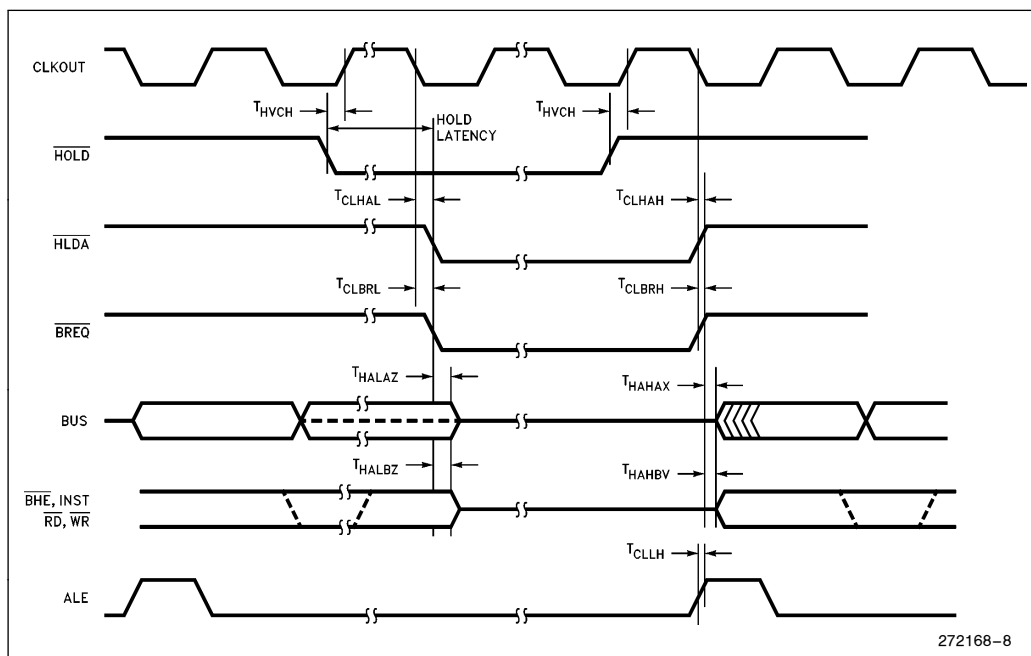 CLKOUT
THVCH
HOLD
LATENCY
THVCH
HOLD
TCLHAL
TCLHAH
HLDA
TCLBRL
TCLBRH
BREQ
THALAZ
THAHAX
BUS
THALBZ
THAHBV
BHE, INST
RD, WR
TCLLH
ALE
272168-8